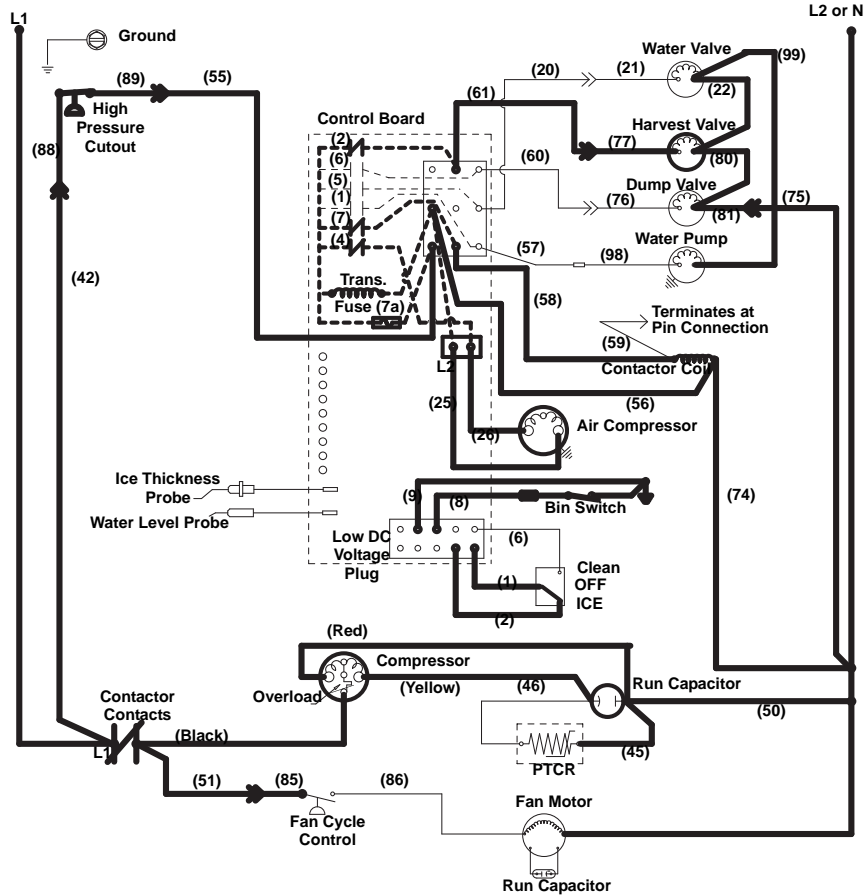 L1
L2 or N
Ground
Water Valve
(99)
(89)
(55)
(20)
(21)
(22)
(61)
High
Pressure
Cutout
Control Board
Harvest Valve
(88)
(2)
(6)
(5)
(1)
(7)
(4)
(60)
(77)
(80)
Dump Valve
(76)
(81)
(75)
(57)
Water Pump
(98)
(42)
Trans.
Fuse (7a)
(58)
Terminates at
Pin Connection
(59)
L2
Contactor Coil
(25)
(26)
(56)
Air Compressor
Ice Thickness
Probe
(9)
(8)
Bin Switch
(74)
Water Level Probe
Low DC
Voltage
Plug
(6)
(1)
(2)
Clean
OFF
ICE
(Red)
Compressor
Overload
(Yellow)
(46)
Run Capacitor
(50)
Contactor
Contacts
L1
(Black)
(45)
PTCR
(51)
(85)
(86)
Fan Cycle
Control
Fan Motor
Run Capacitor